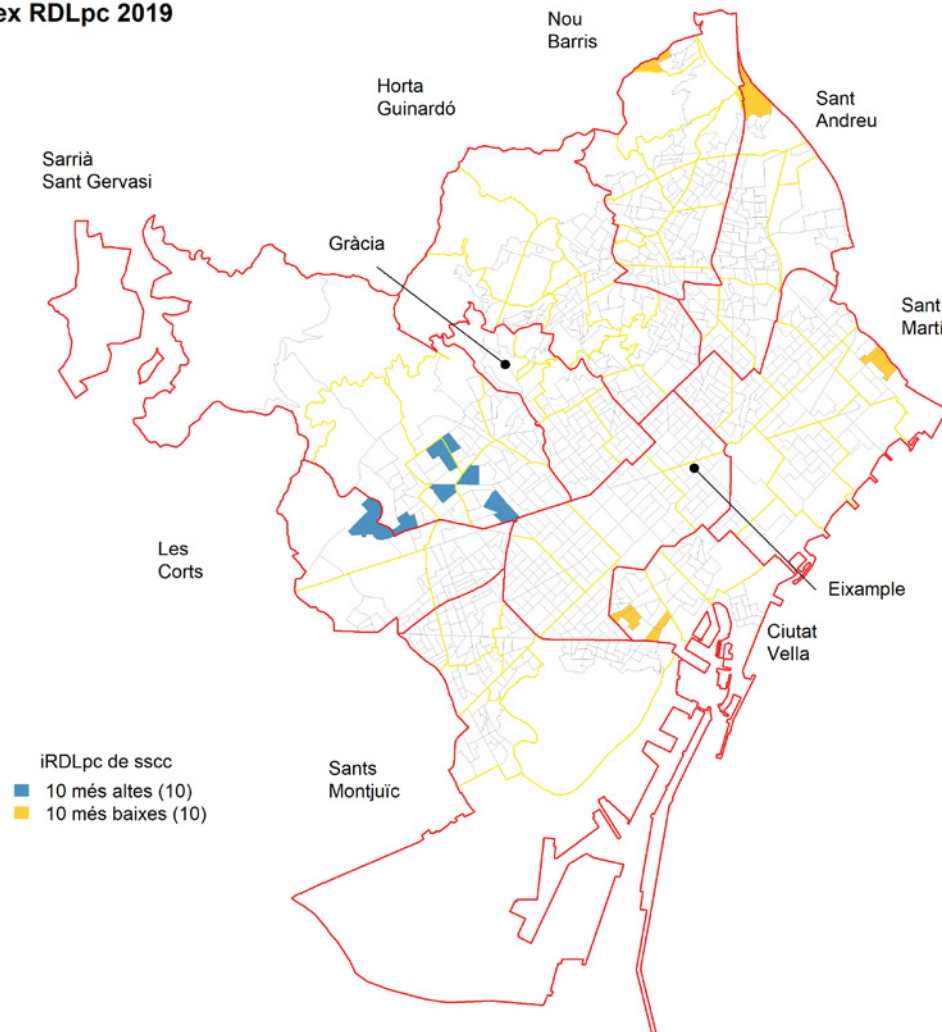 ex RDLpc 2019
Nou
Barris
Horta
Guinardó
Sant
Andreu
Sarrià
Sant Gervasi
Gràcia
Sant
Marti
Les
Corts
Eixample
Ciutat
Vella
Sants
Montjuïc
iRDLpc de sscc
10 més altes (10)
10 més baixes (10)